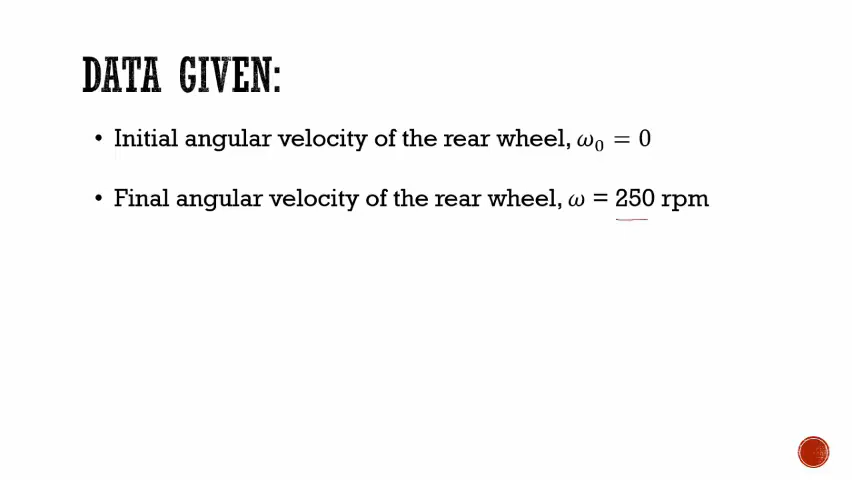 DATA GIVEN:
• Initial angular velocity of the rear wheel, 𝜔₀ = 0
• Final angular velocity of the rear wheel, 𝜔 = 250 rpm